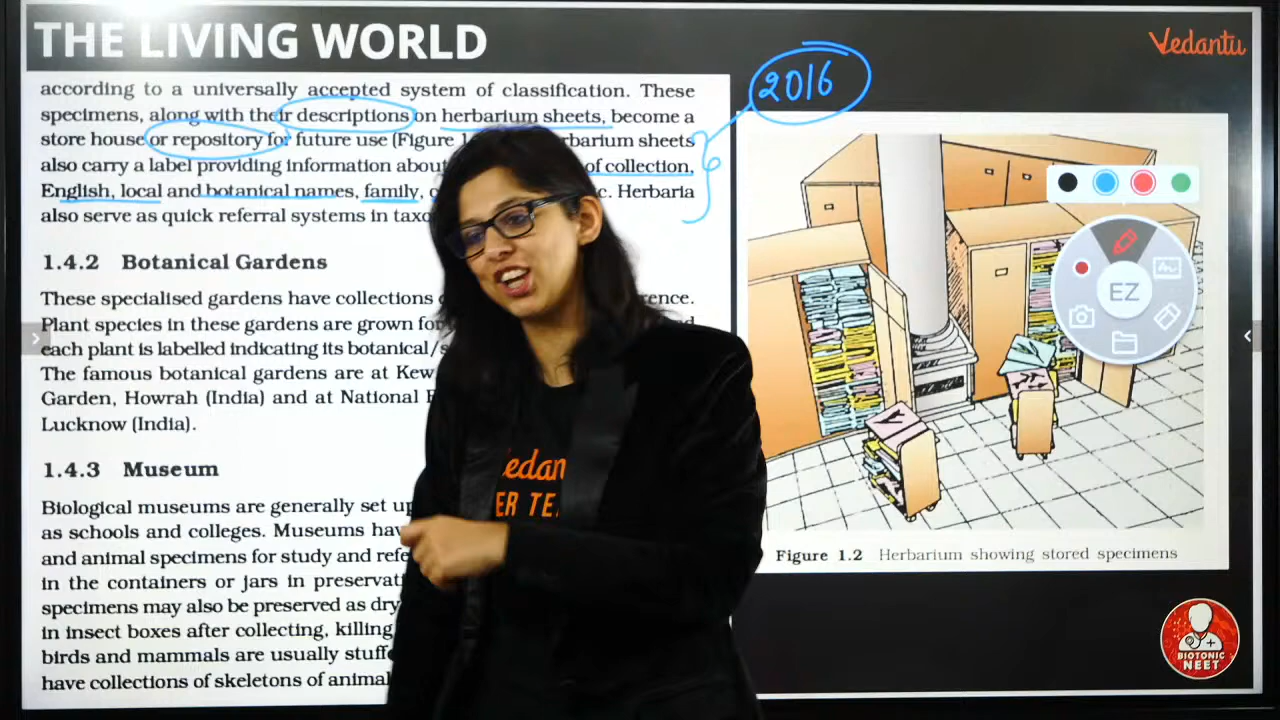 THE LIVING WORLD
Vedantu
2016
according to a universally accepted system of classification. These
specimens, along with their descriptions on herbarium sheets, become a
store house or repository for future use (Figure 1 rbarium sheets
also carry a label providing information about of collection,
English, local and botanical names, family, c. Herbaria
also serve as quick referral systems in taxo
1.4.2 Botanical Gardens
These specialised gardens have collections rence.
Plant species in these gardens are grown for
each plant is labelled indicating its botanical/s
The famous botanical gardens are at Kew
Garden, Howrah (India) and at National
Lucknow (India).
1.4.3 Museum
Biological museums are generally set up
as schools and colleges. Museums hav
and animal specimens for study and refe
in the containers or jars in preservati
specimens may also be preserved as dry
in insect boxes after collecting, killing
birds and mammals are usually stuffe
have collections of skeletons of animal
EZ
Figure 1.2 Herbarium showing stored specimens
edan
ER TE
BIOTONIC
NEET